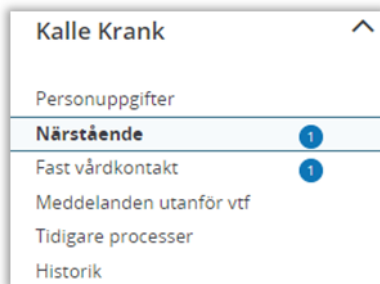 Kalle Krank
Personuppgifter
Närstående 1
Fast vårdkontakt 1
Meddelanden utanför vtf
Tidigare processer
Historik